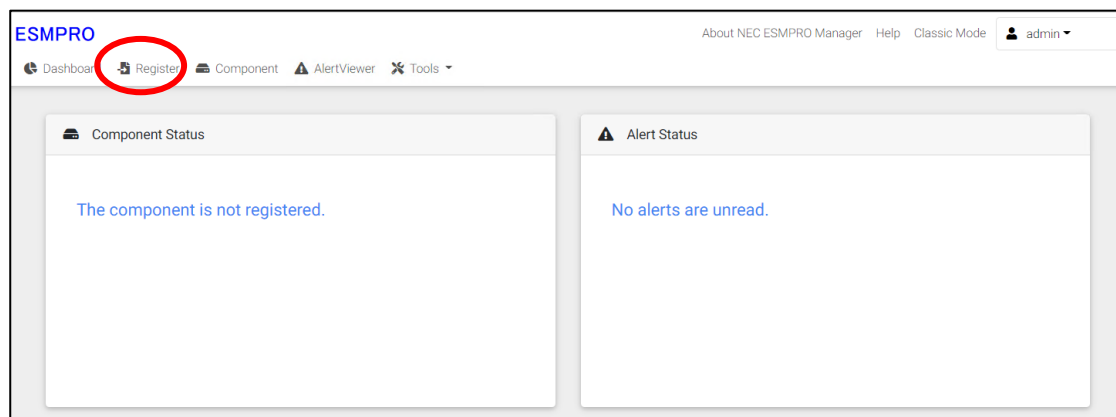 ESMPRO
About NEC ESMPRO Manager Help Classic Mode admin
Dashboard Register Component AlertViewer Tools
Component Status
Alert Status
The component is not registered.
No alerts are unread.